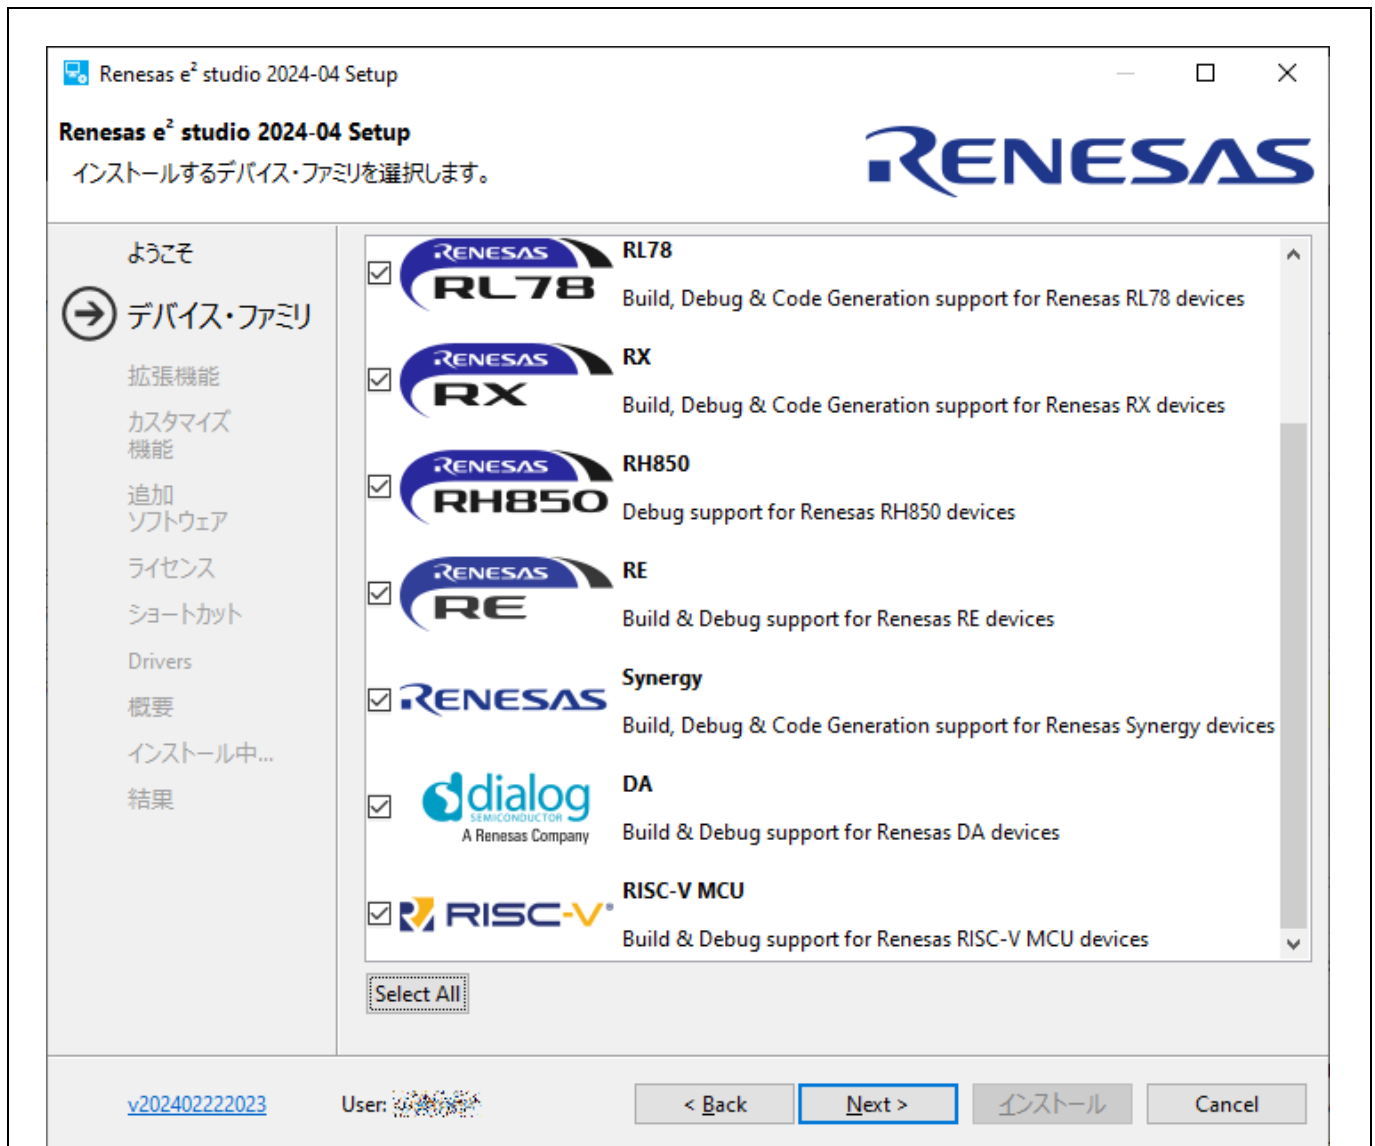 Renesas e² studio 2024-04 Setup
Renesas e² studio 2024-04 Setup
インストールするデバイス・ファミリを選択します。
RENESAS
ようこそ
デバイス・ファミリ
拡張機能
カスタマイズ
機能
追加
ソフトウェア
ライセンス
ショートカット
Drivers
概要
インストール中...
結果
RENESAS
RL78
RL78
Build, Debug & Code Generation support for Renesas RL78 devices
RENESAS
RX
RX
Build, Debug & Code Generation support for Renesas RX devices
RENESAS
RH850
RH850
Debug support for Renesas RH850 devices
RENESAS
RE
RE
Build & Debug support for Renesas RE devices
RENESAS
Synergy
Build, Debug & Code Generation support for Renesas Synergy devices
dialog
SEMICONDUCTOR
A Renesas Company
DA
Build & Debug support for Renesas DA devices
RISC-V®
RISC-V MCU
Build & Debug support for Renesas RISC-V MCU devices
Select All
v202402222023
User:
< Back
Next >
インストール
Cancel